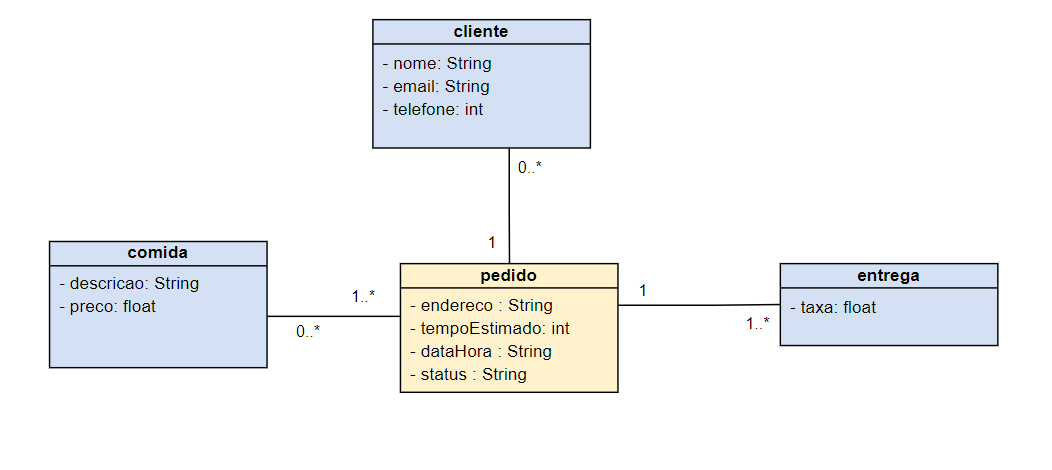 cliente
- nome: String
- email: String
- telefone: int
0..*
1
comida
- descricao: String
- preco: float
1..*
0..*
pedido
- endereco : String
- tempoEstimado: int
- dataHora : String
- status : String
1
1..*
entrega
- taxa: float